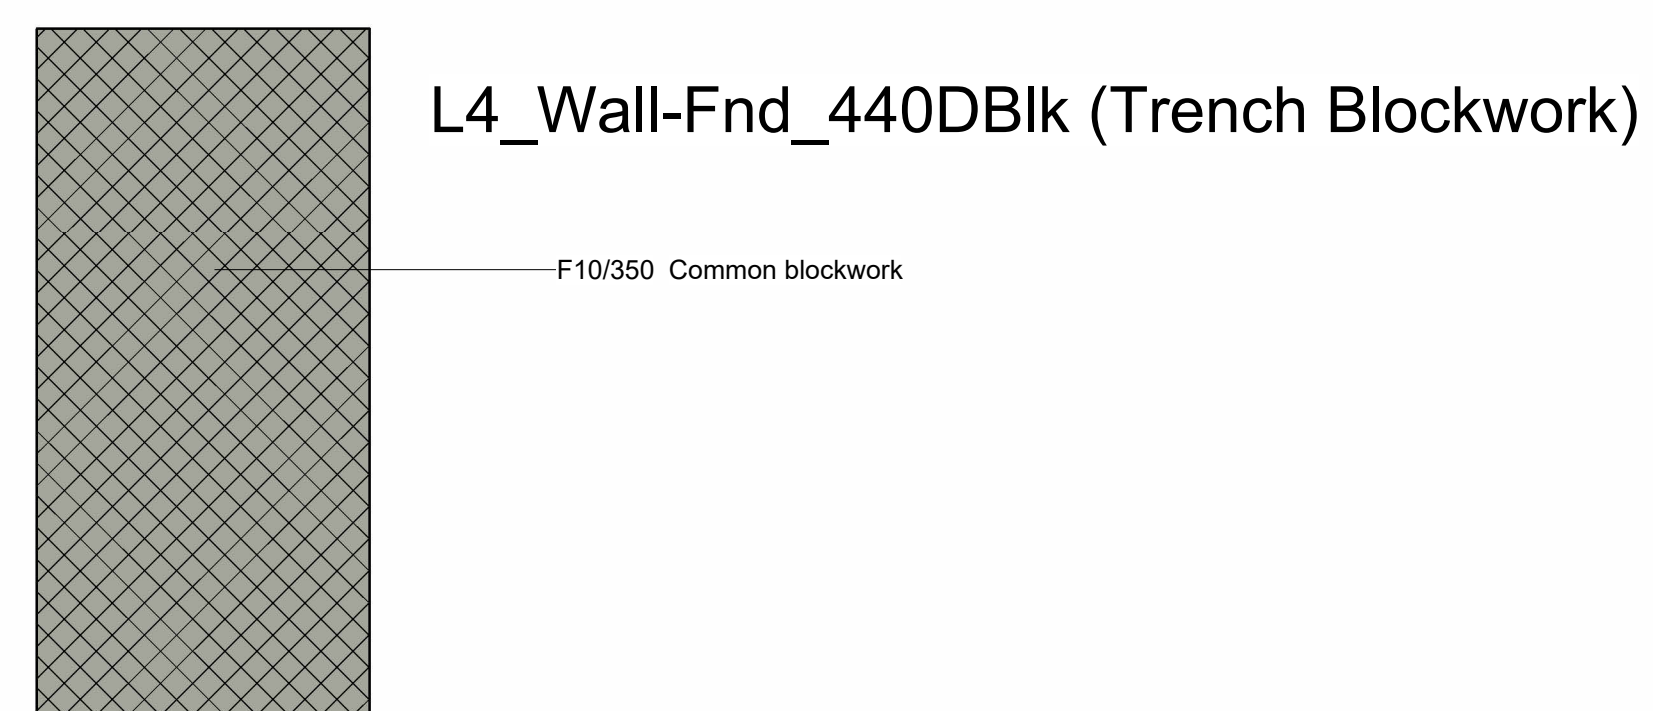 L4_Wall-Fnd_440DBlk (Trench Blockwork)
F10/350 Common blockwork